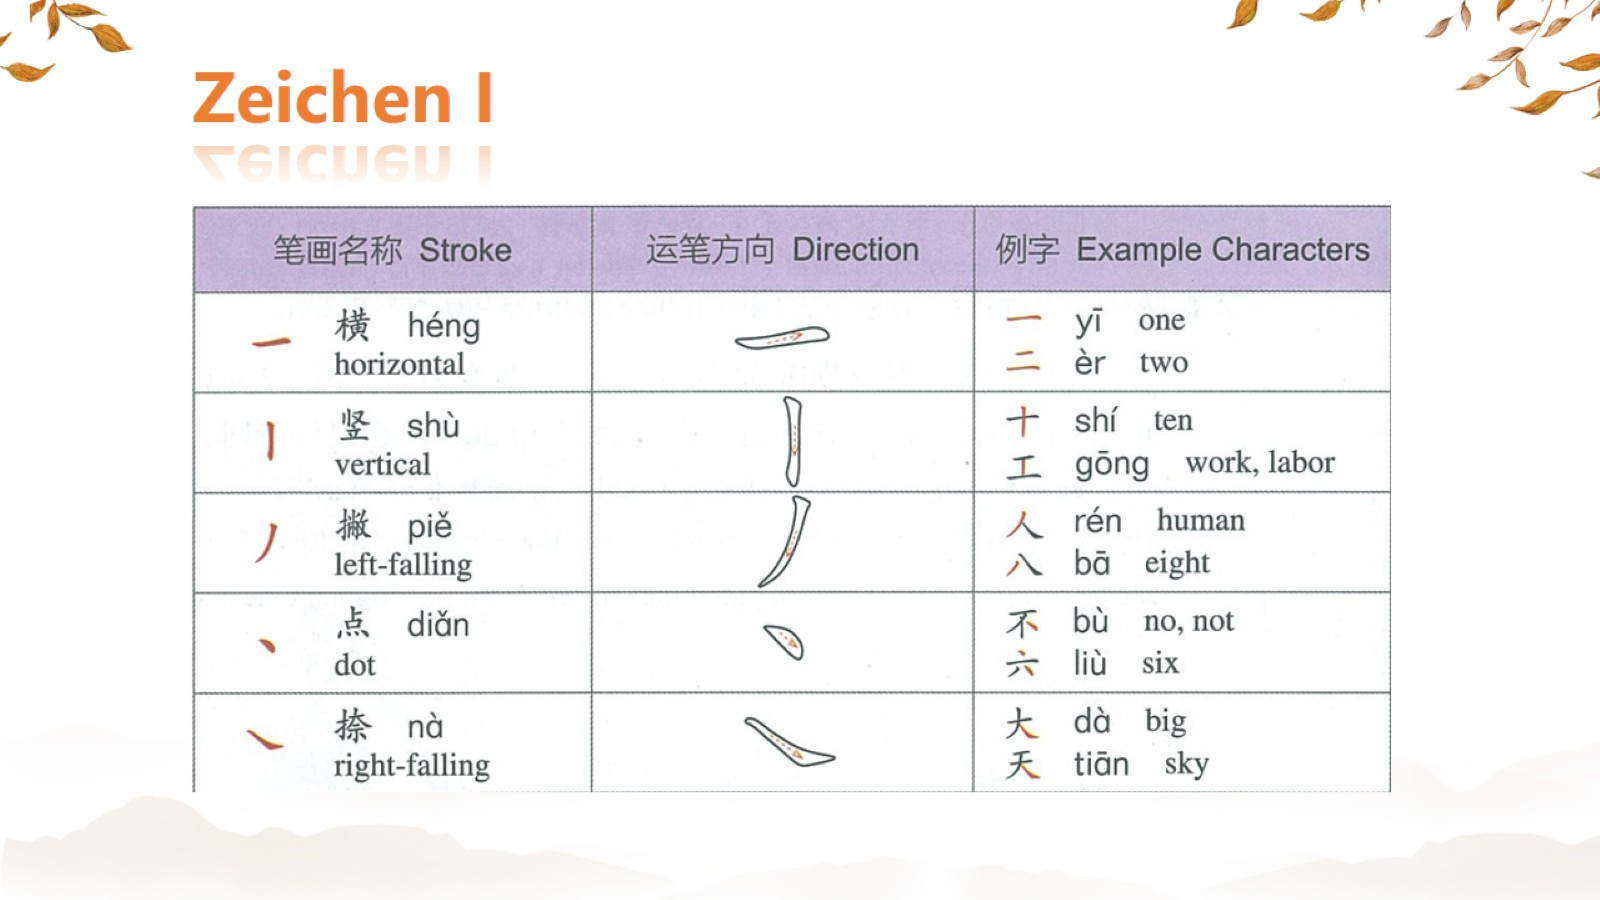 Zeichen I
笔画名称 Stroke 运笔方向 Direction 例字 Example Characters
一 横 héng
horizontal
一 yī one
二 èr two
丨 竖 shù
vertical
十 shí ten
工 gōng work, labor
丿 撇 piě
left-falling
人 rén human
八 bā eight
丶 点 diǎn
dot
不 bù no, not
六 liù six
㇏ 捺 nà
right-falling
大 dà big
天 tiān sky